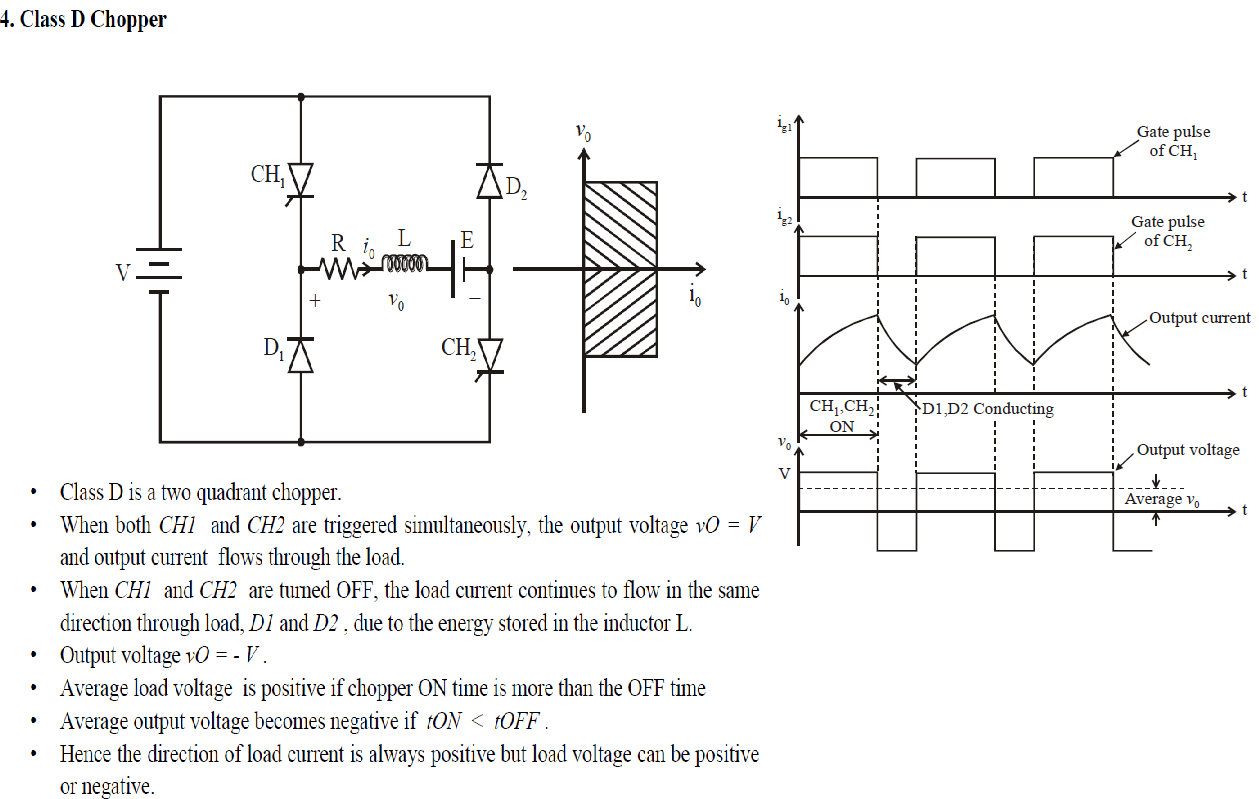 4. Class D Chopper
CH₁
D₂
R
i₀
L
E
V
+
v₀
−
D₁
CH₂
v₀
i₀
i_g1
Gate pulse
of CH₁
t
i_g2
Gate pulse
of CH₂
t
i₀
Output current
t
CH₁,CH₂
ON
D1,D2 Conducting
v₀
V
Output voltage
Average v₀
t
• Class D is a two quadrant chopper.
• When both CH1 and CH2 are triggered simultaneously, the output voltage vO = V
and output current flows through the load.
• When CH1 and CH2 are turned OFF, the load current continues to flow in the same
direction through load, D1 and D2 , due to the energy stored in the inductor L.
• Output voltage vO = - V .
• Average load voltage is positive if chopper ON time is more than the OFF time
• Average output voltage becomes negative if tON < tOFF .
• Hence the direction of load current is always positive but load voltage can be positive
or negative.